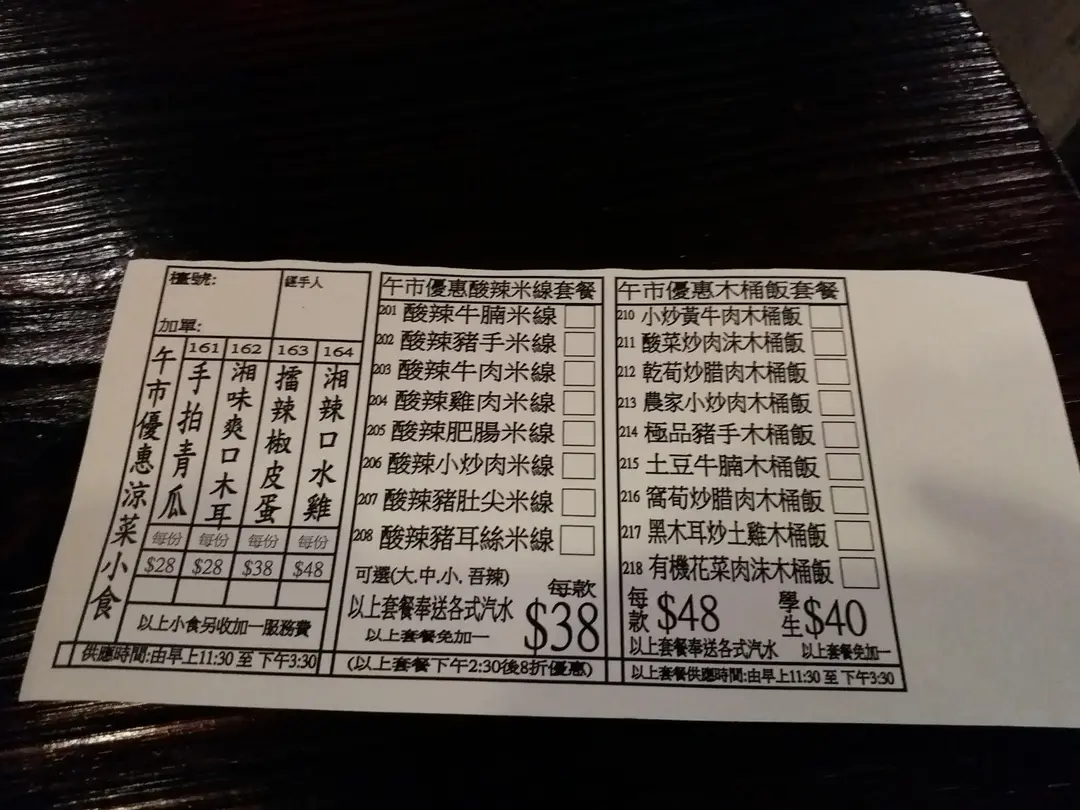 檯號:
經手人
加單:
午市優惠涼菜小食
161
手拍青瓜
每份
$28
162
湘味爽口木耳
每份
$28
163
擂辣椒皮蛋
每份
$38
164
湘辣口水雞
每份
$48
以上小食另收加一服務費
供應時間:由早上11:30 至 下午3:30
午市優惠酸辣米線套餐
201 酸辣牛腩米線
202 酸辣豬手米線
203 酸辣牛肉米線
204 酸辣雞肉米線
205 酸辣肥腸米線
206 酸辣小炒肉米線
207 酸辣豬肚尖米線
208 酸辣豬耳絲米線
可選(大.中.小.吾辣)
以上套餐奉送各式汽水
以上套餐免加一
每款
$38
(以上套餐下午2:30後8折優惠)
午市優惠木桶飯套餐
210 小炒黃牛肉木桶飯
211 酸菜炒肉沫木桶飯
212 乾荀炒腊肉木桶飯
213 農家小炒肉木桶飯
214 極品豬手木桶飯
215 土豆牛腩木桶飯
216 窩荀炒腊肉木桶飯
217 黑木耳炒土雞木桶飯
218 有機花菜肉沫木桶飯
每款 $48
學生 $40
以上套餐奉送各式汽水
以上套餐免加一
以上套餐供應時間:由早上11:30 至 下午3:30